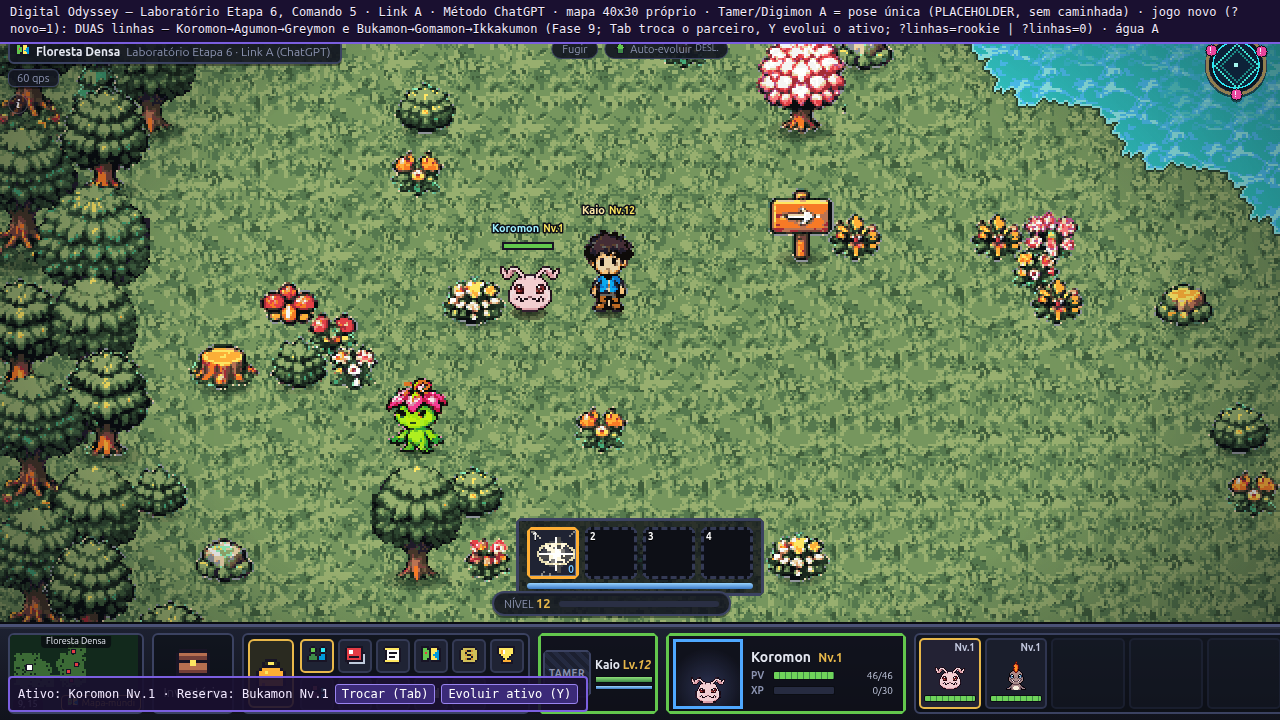 Digital Odyssey — Laboratório Etapa 6, Comando 5 · Link A · Método ChatGPT · mapa 40x30 próprio · Tamer/Digimon A = pose única (PLACEHOLDER, sem caminhada) · jogo novo (?
novo=1): DUAS linhas — Koromon→Agumon→Greymon e Bukamon→Gomamon→Ikkakumon (Fase 9; Tab troca o parceiro, Y evolui o ativo; ?linhas=rookie | ?linhas=0) · água A
Floresta Densa Laboratório Etapa 6 · Link A (ChatGPT)
Fugir
Auto-evoluir DESL.
60 qps
i
Kaio Nv.12
Koromon Nv.1
1 2 3 4
0
NÍVEL 12
Floresta Densa
TAMER
Kaio Lv.12
Koromon Nv.1
PV 46/46
XP 0/30
Nv.1
Nv.1
Ativo: Koromon Nv.1 · Reserva: Bukamon Nv.1 Trocar (Tab) Evoluir ativo (Y)